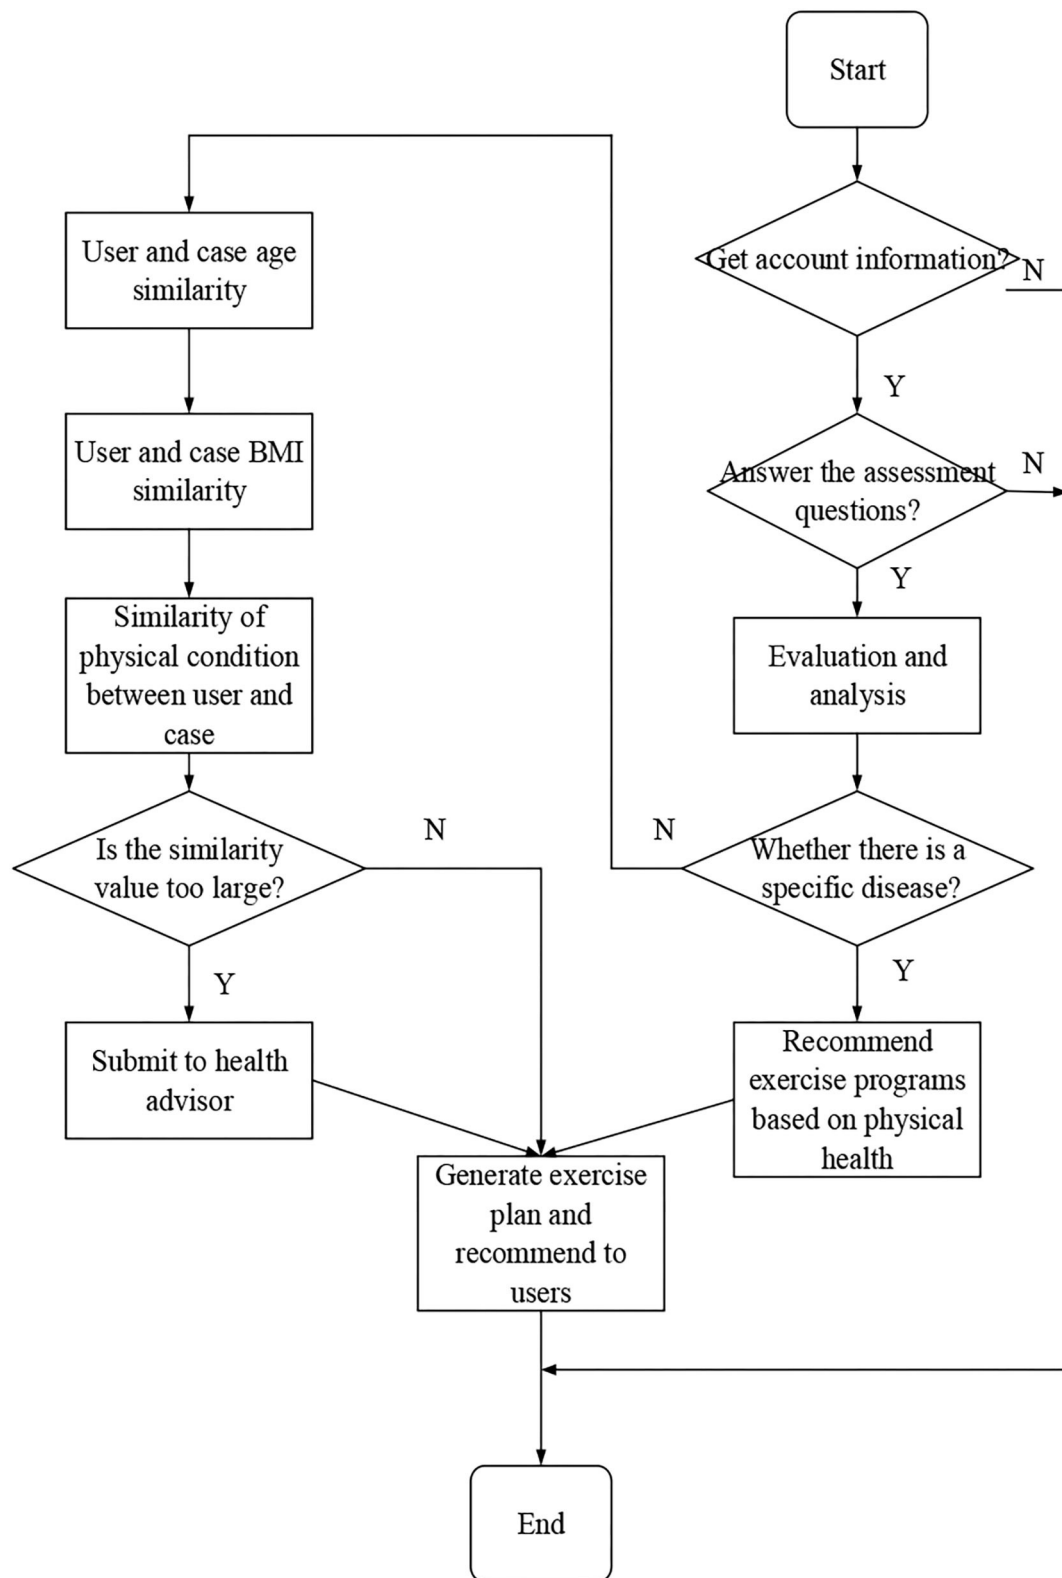 Start
Get account information?
N
Y
Answer the assessment
questions?
N
Y
Evaluation and
analysis
Whether there is a
specific disease?
N
Y
Recommend
exercise programs
based on physical
health
User and case age
similarity
User and case BMI
similarity
Similarity of
physical condition
between user and
case
Is the similarity
value too large?
N
Y
Submit to health
advisor
Generate exercise
plan and
recommend to
users
End